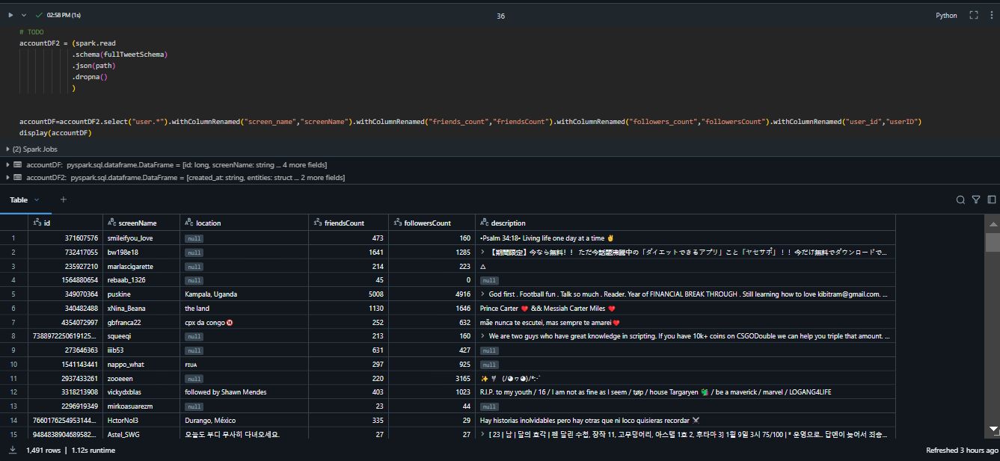 02:58 PM (1s)
36
Python
# TODO
accountDF2 = (spark.read
.schema(fullTweetSchema)
.json(path)
.dropna()
)
accountDF=accountDF2.select("user.*").withColumnRenamed("screen_name","screenName").withColumnRenamed("friends_count","friendsCount").withColumnRenamed("followers_count","followersCount").withColumnRenamed("user_id","userID")
display(accountDF)
(2) Spark Jobs
accountDF: pyspark.sql.dataframe.DataFrame = [id: long, screenName: string ... 4 more fields]
accountDF2: pyspark.sql.dataframe.DataFrame = [created_at: string, entities: struct ... 2 more fields]
Table
id screenName location friendsCount followersCount description
1 371607576 smileifyou_love null 473 160 •Psalm 34:18• Living life one day at a time ✌
2 732417055 bw198e18 null 1641 1285 【期間限定】今なら無料！！ ただ今話題沸騰中の「ダイエットできるアプリ」こと「ヤセサポ」！！今だけ無料でダウンロードで...
3 235927210 marlascigarette null 214 223 △
4 1564880654 rebaab_1326 null 45 0 null
5 349070364 puskine Kampala, Uganda 5008 4916 God first . Football fun . Talk so much . Reader. Year of FINANCIAL BREAK THROUGH . Still learning how to love kibitram@gmail.com. ...
6 340482488 xNina_Beana the land 1130 1646 Prince Carter ❤️ && Messiah Carter Miles ❤️
7 4354072997 gbfranca22 cpx da congo🔞 252 632 mãe nunca te escutei, mas sempre te amarei❤️
8 7388972250619125... squeeqi null 213 160 We are two guys who have great knowledge in scripting. If you have 10k+ coins on CSGODouble we can help you triple that amount. ...
9 273646363 iiib53 null 631 427 null
10 1541143441 nappo_what ꜰɪᴜᴀ 297 925 null
11 2937433261 zooeeen null 220 3165
12 3318213908 vickydxblas followed by Shawn Mendes 403 1023 R.I.P. to my youth / 16 / I am not as fine as I seem / tøp / house Targaryen 🐲 / be a maverick / marvel / LOGANG4LIFE
13 2296919349 mirkoasuarezm null 23 44 null
14 7660176254953144... HctorNol3 Durango, México 335 29 Hay historias inolvidables pero hay otras que ni loco quisieras recordar ⚔
15 9484838904689582... Astel_SWG 오늘도 부디 무사히 다녀오세요. 27 27 [ 23 | 남 | 달의 호각 | 펜 달린 수첩, 장작 11, 고무덩어리, 아스텔 1호 2, 후타마 3] 1월 9일 3시 75/100 | * 운영으로.. 답멘이 늦어서 죄송...
1,491 rows | 1.12s runtime
Refreshed 3 hours ago